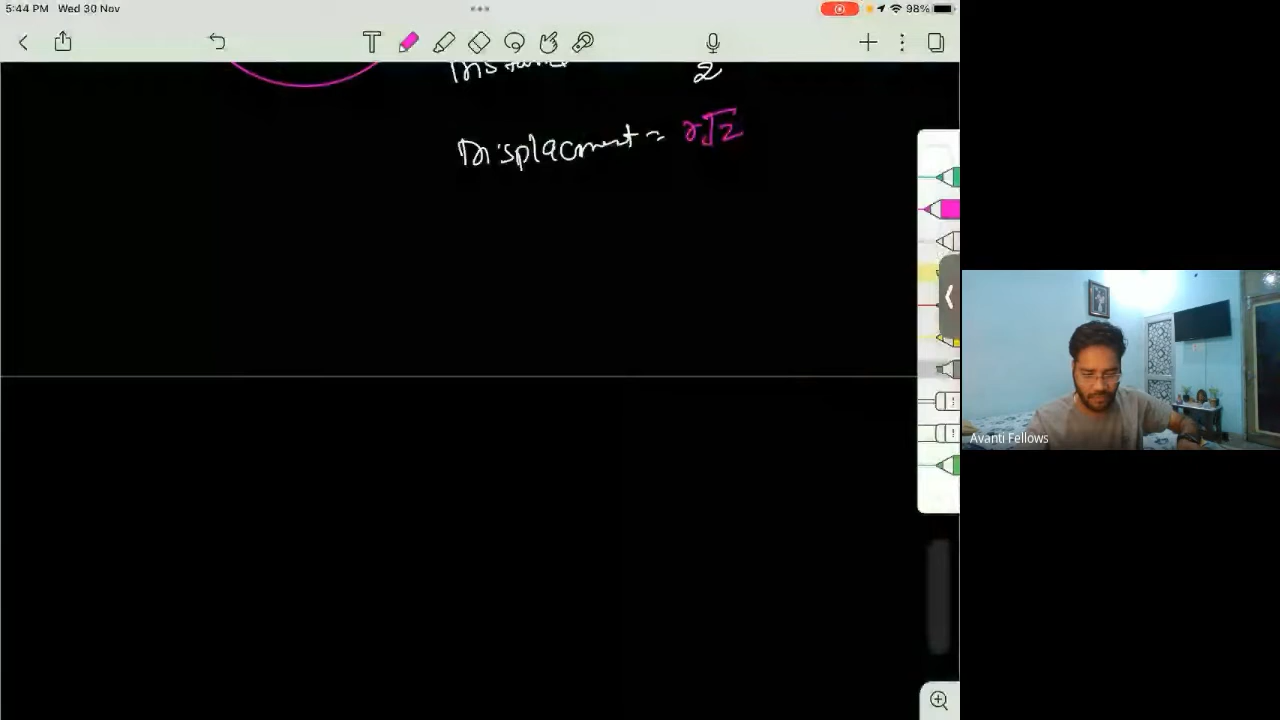 5:44 PM Wed 30 Nov
98%
T
2
Displacment = r√2
Avanti Fellows